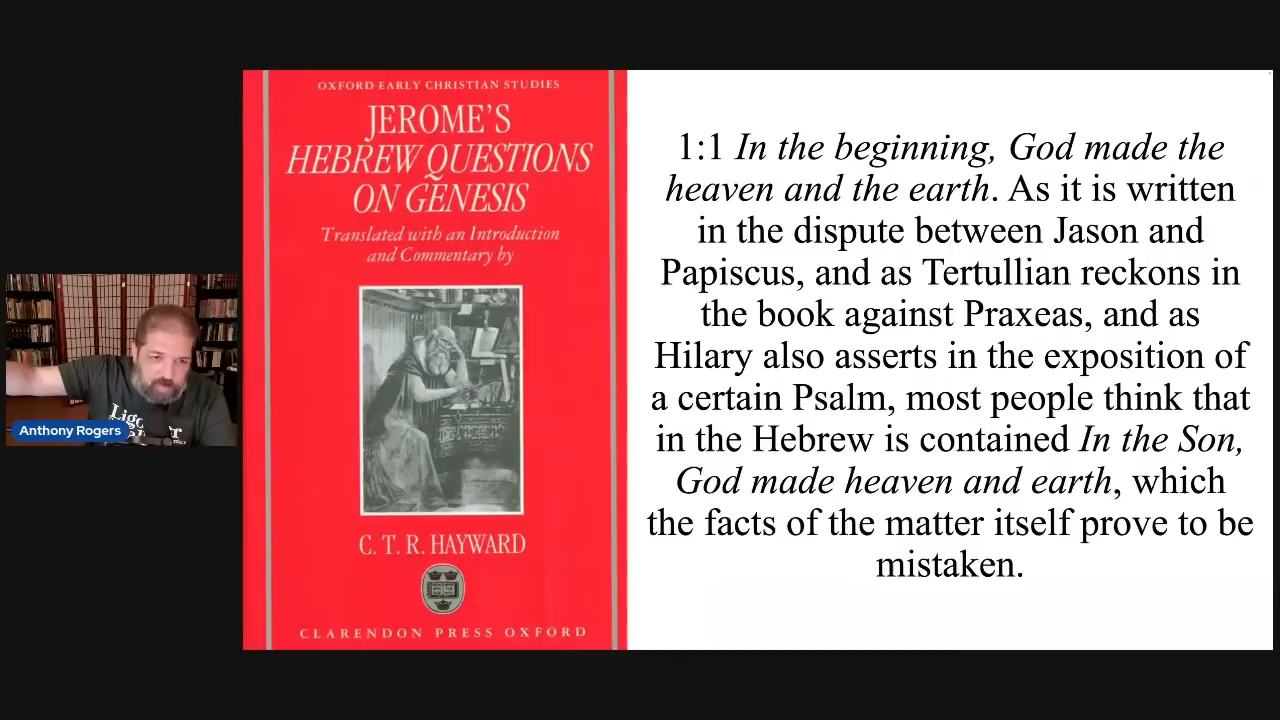 OXFORD EARLY CHRISTIAN STUDIES
JEROME'S
HEBREW QUESTIONS
ON GENESIS
Translated with an Introduction
and Commentary by
C. T. R. HAYWARD
CLARENDON PRESS OXFORD
1:1 In the beginning, God made the
heaven and the earth. As it is written
in the dispute between Jason and
Papiscus, and as Tertullian reckons in
the book against Praxeas, and as
Hilary also asserts in the exposition of
a certain Psalm, most people think that
in the Hebrew is contained In the Son,
God made heaven and earth, which
the facts of the matter itself prove to be
mistaken.
Anthony Rogers